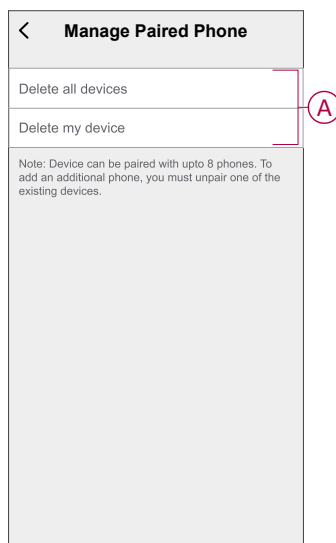 Manage Paired Phone
Delete all devices
A
Delete my device
Note: Device can be paired with upto 8 phones. To
add an additional phone, you must unpair one of the
existing devices.